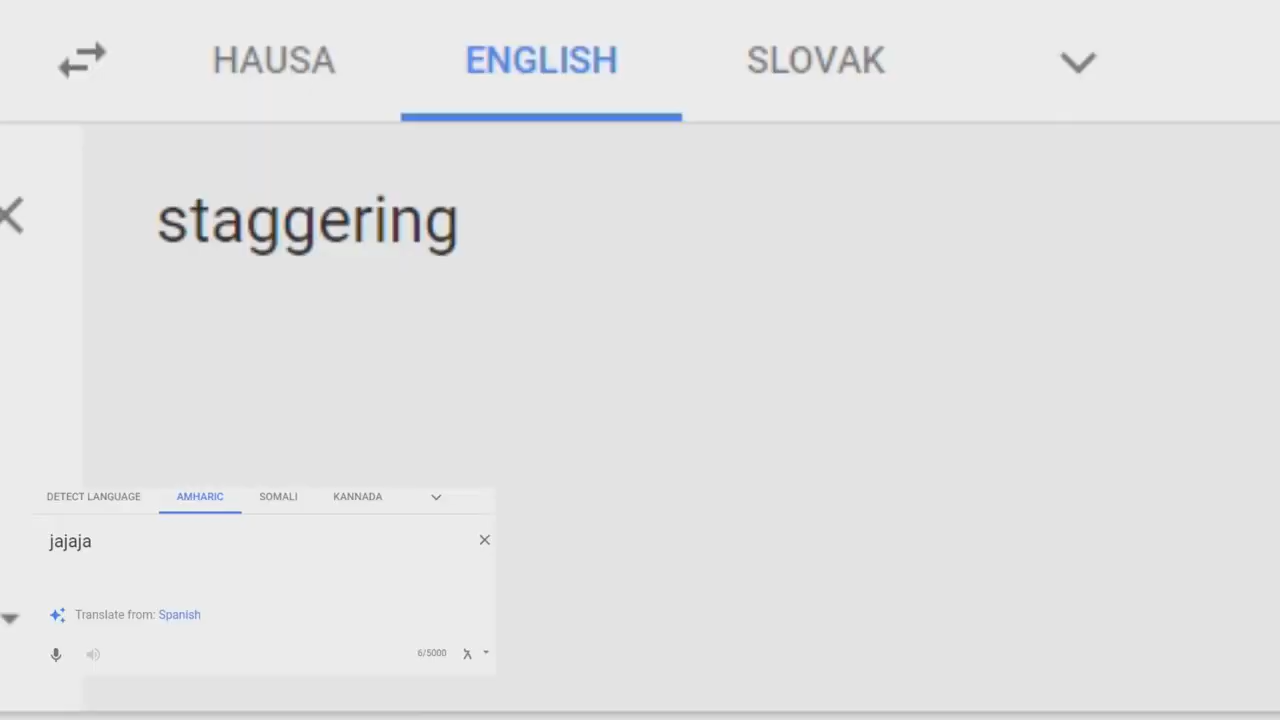 HAUSA ENGLISH SLOVAK
staggering
DETECT LANGUAGE AMHARIC SOMALI KANNADA
jajaja
Translate from: Spanish
6/5000